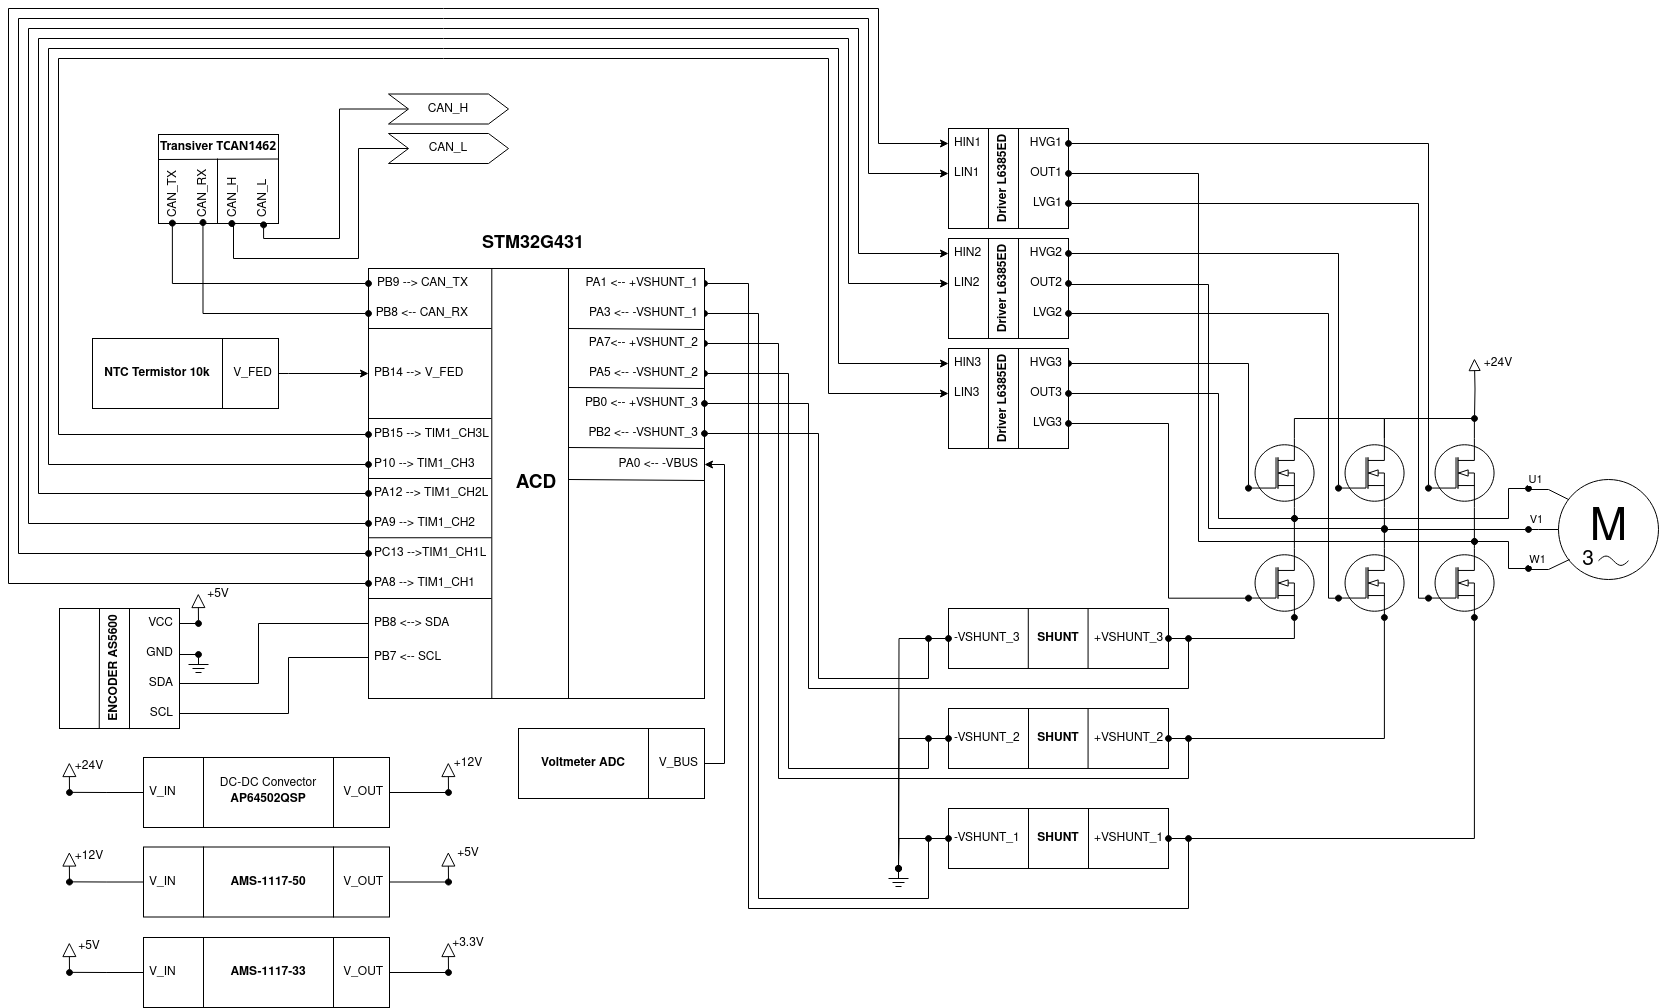 CAN_H
CAN_L
Transiver TCAN1462
CAN_TX
CAN_RX
CAN_H
CAN_L
STM32G431
PB9 --> CAN_TX
PB8 <-- CAN_RX
NTC Termistor 10k
V_FED
PB14 --> V_FED
PB15 --> TIM1_CH3L
P10 --> TIM1_CH3
PA12 --> TIM1_CH2L
PA9 --> TIM1_CH2
PC13 -->TIM1_CH1L
PA8 --> TIM1_CH1
PB8 <--> SDA
PB7 <-- SCL
ACD
PA1 <-- +VSHUNT_1
PA3 <-- -VSHUNT_1
PA7<-- +VSHUNT_2
PA5 <-- -VSHUNT_2
PB0 <-- +VSHUNT_3
PB2 <-- -VSHUNT_3
PA0 <-- -VBUS
HIN1
LIN1
Driver L6385ED
HVG1
OUT1
LVG1
HIN2
LIN2
Driver L6385ED
HVG2
OUT2
LVG2
HIN3
LIN3
Driver L6385ED
HVG3
OUT3
LVG3
+24V
U1
V1
W1
M
3
ENCODER AS5600
+5V
VCC
GND
SDA
SCL
-VSHUNT_3
SHUNT
+VSHUNT_3
-VSHUNT_2
SHUNT
+VSHUNT_2
-VSHUNT_1
SHUNT
+VSHUNT_1
Voltmeter ADC
V_BUS
+24V
V_IN
DC-DC Convector
AP64502QSP
V_OUT
+12V
+12V
V_IN
AMS-1117-50
V_OUT
+5V
+5V
V_IN
AMS-1117-33
V_OUT
+3.3V